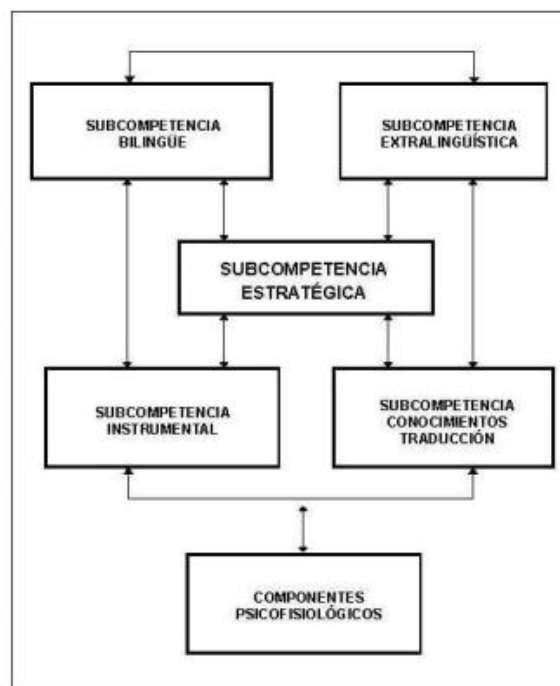 SUBCOMPETENCIA
BILINGÜE
SUBCOMPETENCIA
EXTRALINGÜÍSTICA
SUBCOMPETENCIA
ESTRATÉGICA
SUBCOMPETENCIA
INSTRUMENTAL
SUBCOMPETENCIA
CONOCIMIENTOS
TRADUCCIÓN
COMPONENTES
PSICOFISIOLÓGICOS